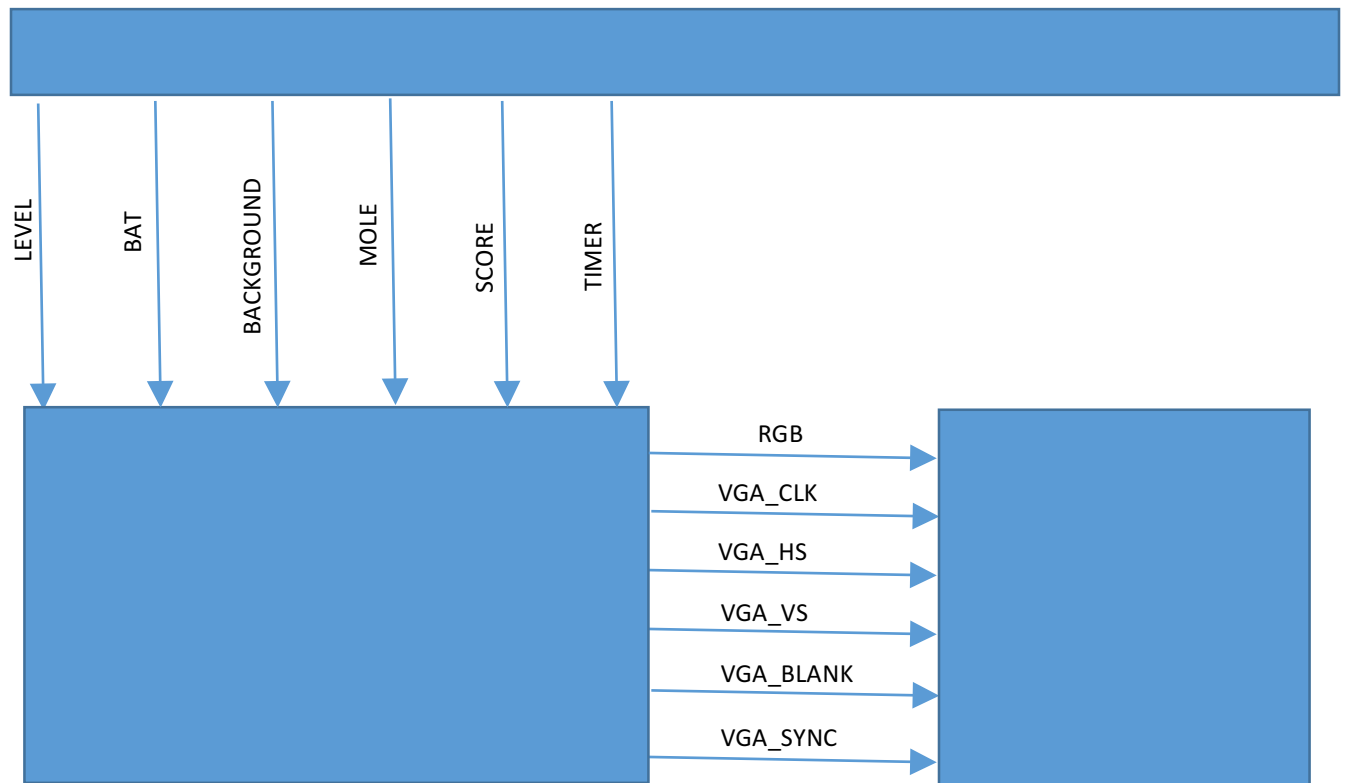 LEVEL
BAT
BACKGROUND
MOLE
SCORE
TIMER
RGB
VGA_CLK
VGA_HS
VGA_VS
VGA_BLANK
VGA_SYNC